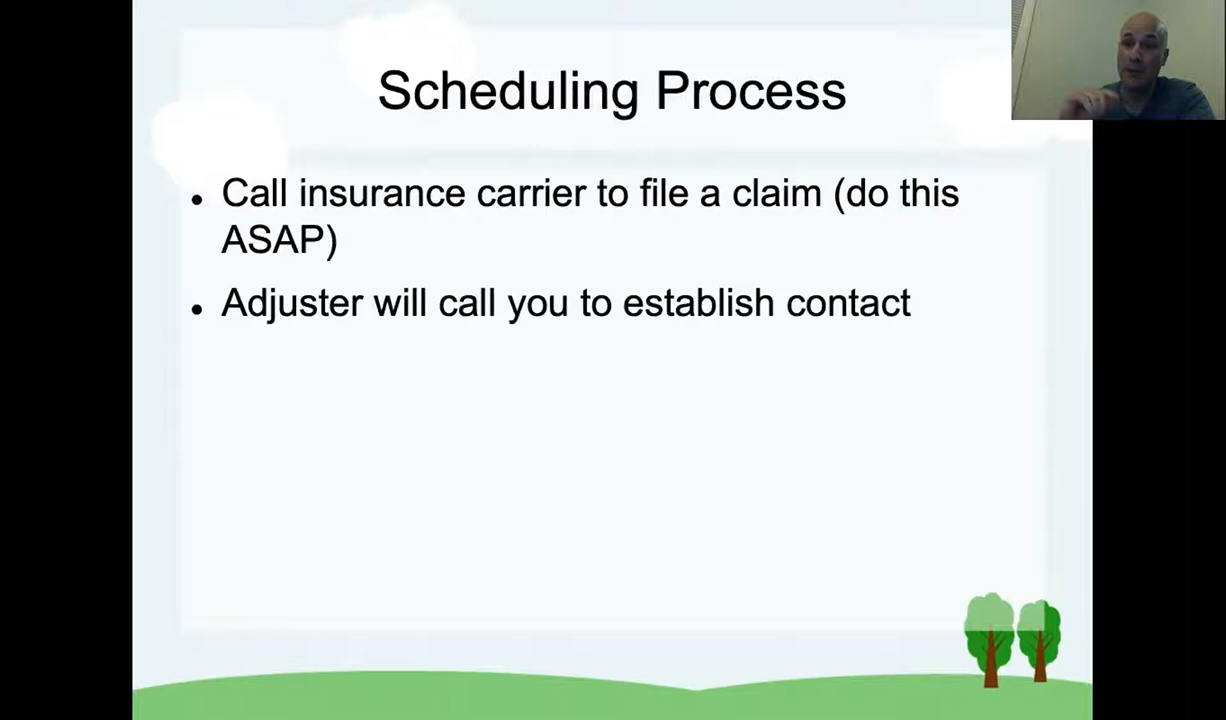 Scheduling Process
• Call insurance carrier to file a claim (do this
ASAP)
• Adjuster will call you to establish contact